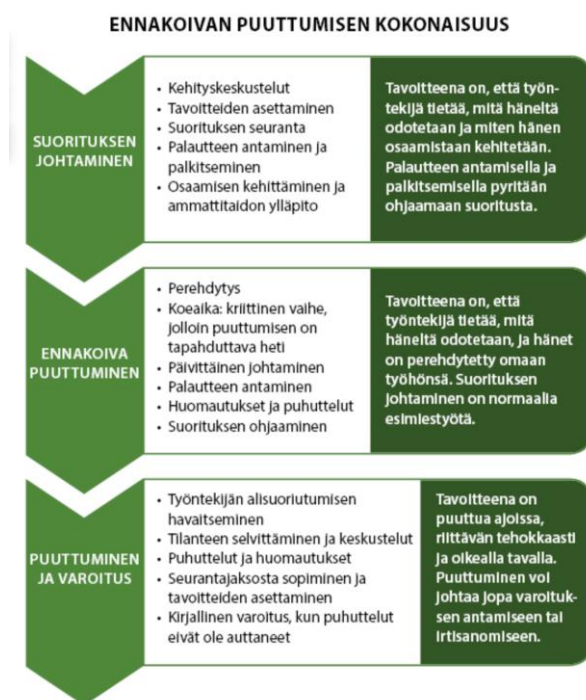 ENNAKOIVAN PUUTTUMISEN KOKONAISUUS
SUORITUKSEN
JOHTAMINEN
• Kehityskeskustelut
• Tavoitteiden asettaminen
• Suorituksen seuranta
• Palautteen antaminen ja
palkitseminen
• Osaamisen kehittäminen ja
ammattitaidon ylläpito
Tavoitteena on, että työn-
tekijä tietää, mitä häneltä
odotetaan ja miten hänen
osaamistaan kehitetään.
Palautteen antamisella ja
palkitsemisella pyritään
ohjaamaan suoritusta.
ENNAKOIVA
PUUTTUMINEN
• Perehdytys
• Koeaika: kriittinen vaihe,
jolloin puuttumisen on
tapahduttava heti
• Päivittäinen johtaminen
• Palautteen antaminen
• Huomautukset ja puhuttelut
• Suorituksen ohjaaminen
Tavoitteena on, että
työntekijä tietää, mitä
häneltä odotetaan, ja hänet
on perehdytetty omaan
työhönsä. Suorituksen
johtaminen on normaalia
esimiestyötä.
PUUTTUMINEN
JA VAROITUS
• Työntekijän alisuoriutumisen
havaitseminen
• Tilanteen selvittäminen ja keskustelut
• Puhuttelut ja huomautukset
• Seurantajaksosta sopiminen ja
tavoitteiden asettaminen
• Kirjallinen varoitus, kun puhuttelut
eivät ole auttaneet
Tavoitteena on
puuttua ajoissa,
riittävän tehokkaasti
ja oikealla tavalla.
Puuttuminen voi
johtaa jopa varoituk-
sen antamiseen tai
irtisanomiseen.